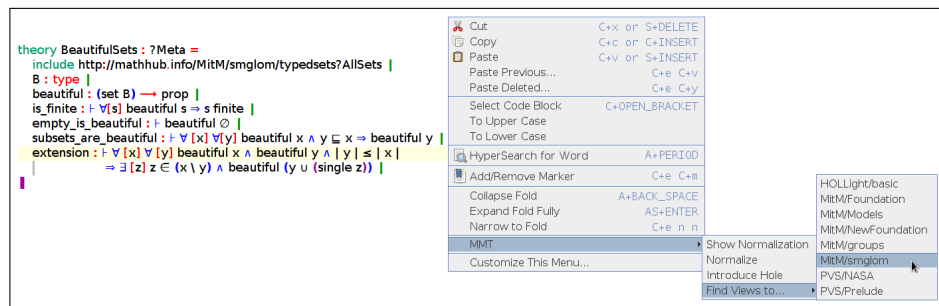 theory BeautifulSets : ?Meta =
include http://mathhub.info/MitM/smglom/typedsets?AllSets |
B : type |
beautiful : (set B) ⟶ prop |
is_finite : ⊦ ∀[s] beautiful s ⇒ s finite |
empty_is_beautiful : ⊦ beautiful ∅ |
subsets_are_beautiful : ⊦ ∀ [x] ∀[y] beautiful x ∧ y ⊑ x ⇒ beautiful y |
extension : ⊦ ∀ [x] ∀ [y] beautiful x ∧ beautiful y ∧ | y | ≤ | x |
⇒ ∃ [z] z ∈ (x \ y) ∧ beautiful (y ∪ (single z)) |
Cut C+x or S+DELETE
Copy C+c or C+INSERT
Paste C+v or S+INSERT
Paste Previous... C+e C+v
Paste Deleted... C+e C+y
Select Code Block C+OPEN_BRACKET
To Upper Case
To Lower Case
HyperSearch for Word A+PERIOD
Add/Remove Marker C+e C+m
Collapse Fold A+BACK_SPACE
Expand Fold Fully AS+ENTER
Narrow to Fold C+e n n
MMT
Customize This Menu...
Show Normalization
Normalize
Introduce Hole
Find Views to...
HOLLight/basic
MitM/Foundation
MitM/Models
MitM/NewFoundation
MitM/groups
MitM/smglom
PVS/NASA
PVS/Prelude